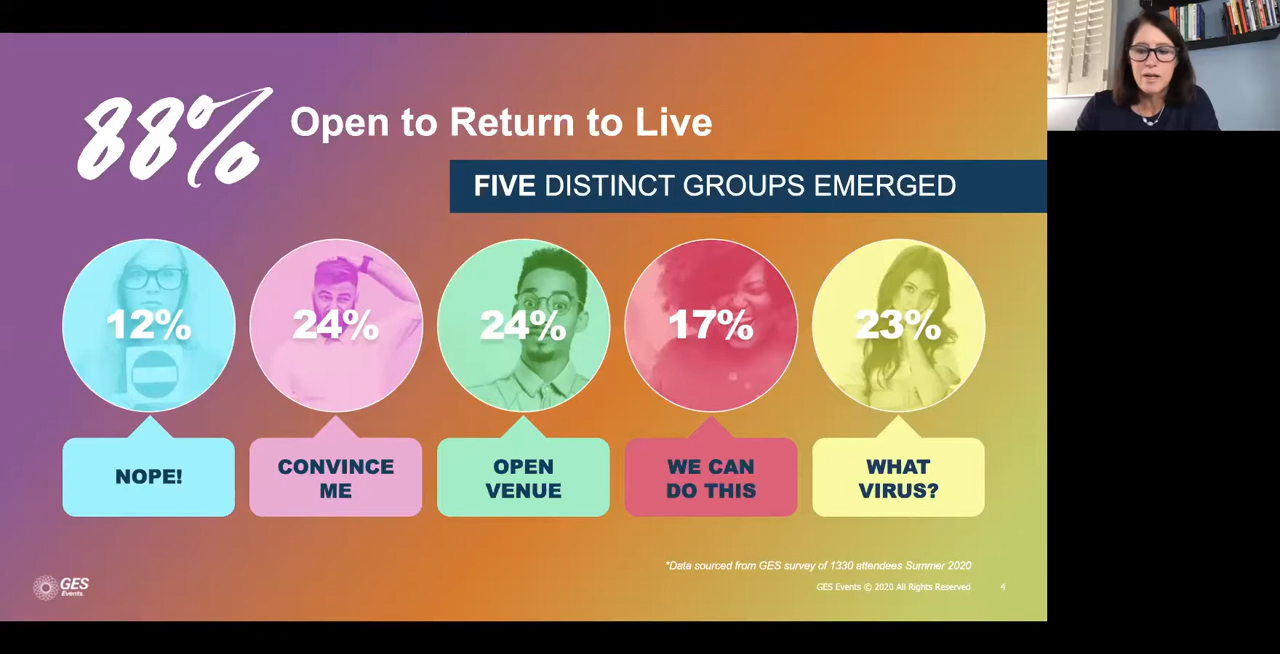 88% Open to Return to Live
FIVE DISTINCT GROUPS EMERGED
12%
24%
24%
17%
23%
NOPE!
CONVINCE
ME
OPEN
VENUE
WE CAN
DO THIS
WHAT
VIRUS?
*Data sourced from GES survey of 1330 attendees Summer 2020
GES
Events.
GES Events © 2020 All Rights Reserved
4